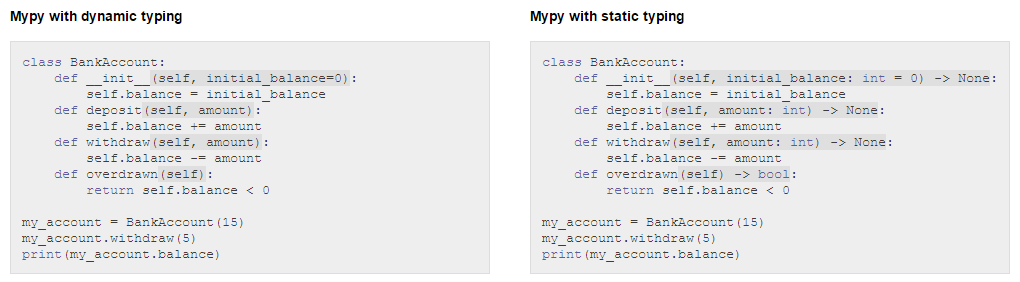 Mypy with dynamic typing
class BankAccount:
    def __init__(self, initial_balance=0):
        self.balance = initial_balance
    def deposit(self, amount):
        self.balance += amount
    def withdraw(self, amount):
        self.balance -= amount
    def overdrawn(self):
        return self.balance < 0

my_account = BankAccount(15)
my_account.withdraw(5)
print(my_account.balance)
Mypy with static typing
class BankAccount:
    def __init__(self, initial_balance: int = 0) -> None:
        self.balance = initial_balance
    def deposit(self, amount: int) -> None:
        self.balance += amount
    def withdraw(self, amount: int) -> None:
        self.balance -= amount
    def overdrawn(self) -> bool:
        return self.balance < 0

my_account = BankAccount(15)
my_account.withdraw(5)
print(my_account.balance)